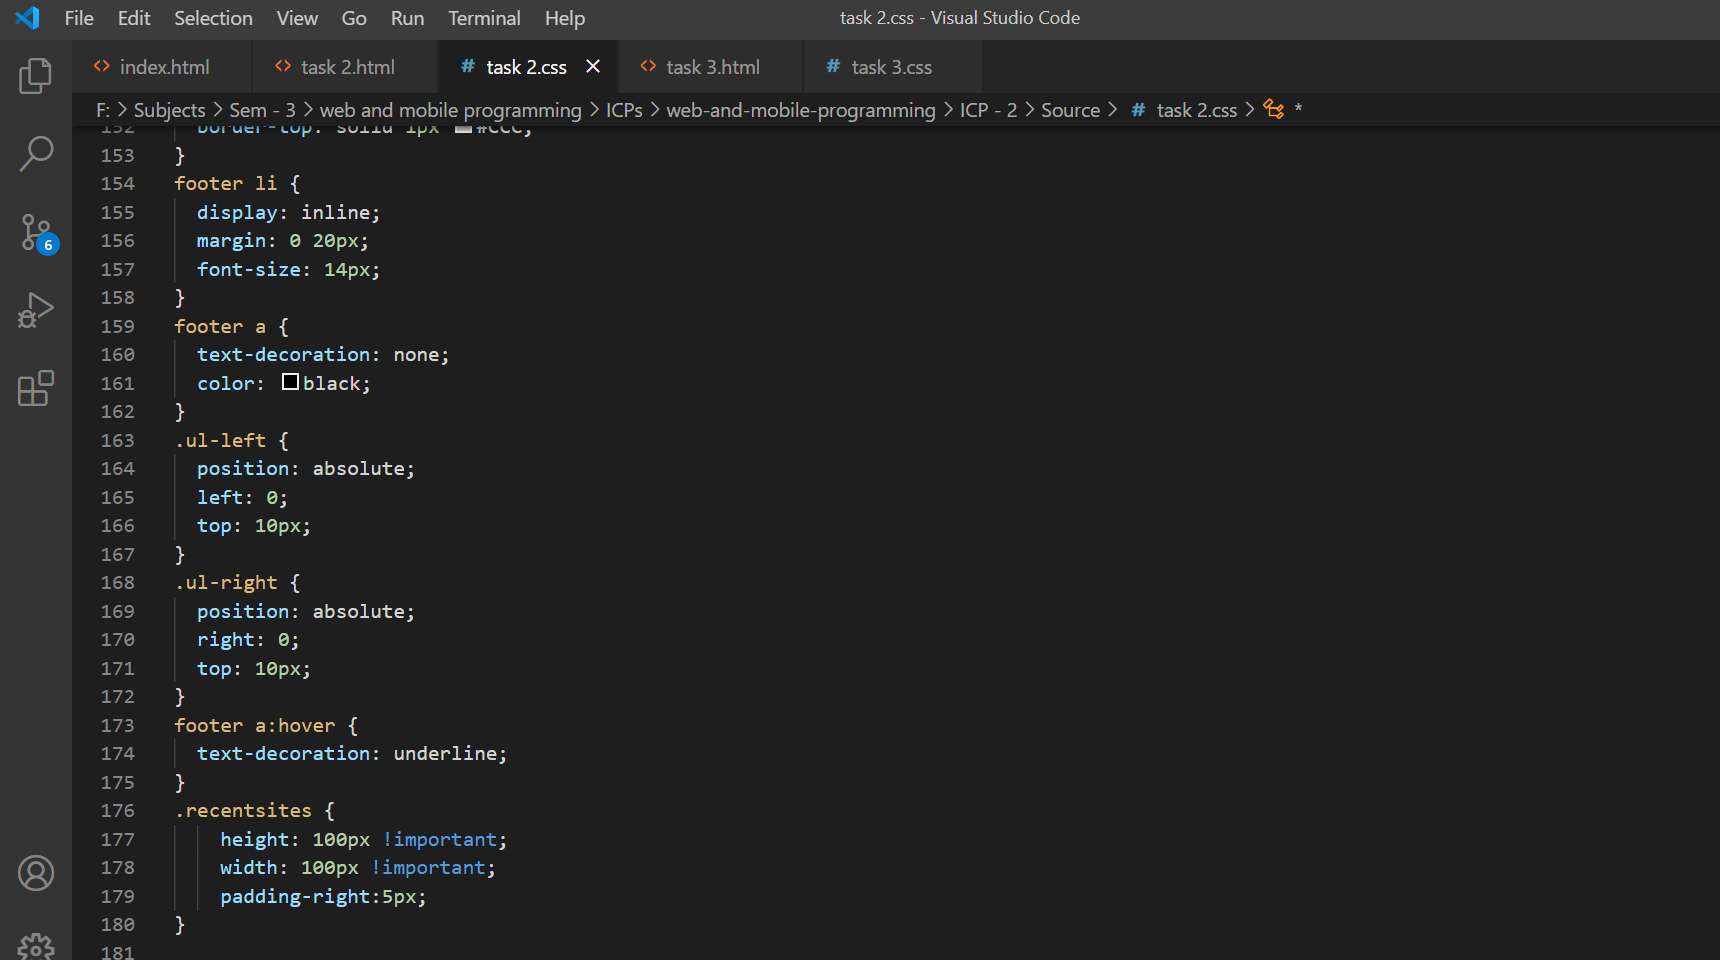 File Edit Selection View Go Run Terminal Help task 2.css - Visual Studio Code
index.html task 2.html # task 2.css × task 3.html # task 3.css
F: > Subjects > Sem - 3 > web and mobile programming > ICPs > web-and-mobile-programming > ICP - 2 > Source > # task 2.css > *
152 border-top: solid 1px #CCC;
153 }
154 footer li {
155 display: inline;
156 margin: 0 20px;
157 font-size: 14px;
158 }
159 footer a {
160 text-decoration: none;
161 color: black;
162 }
163 .ul-left {
164 position: absolute;
165 left: 0;
166 top: 10px;
167 }
168 .ul-right {
169 position: absolute;
170 right: 0;
171 top: 10px;
172 }
173 footer a:hover {
174 text-decoration: underline;
175 }
176 .recentsites {
177 height: 100px !important;
178 width: 100px !important;
179 padding-right:5px;
180 }
181
6